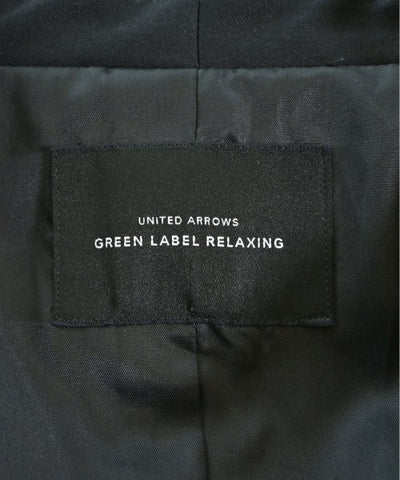 UNITED ARROWS
GREEN LABEL RELAXING